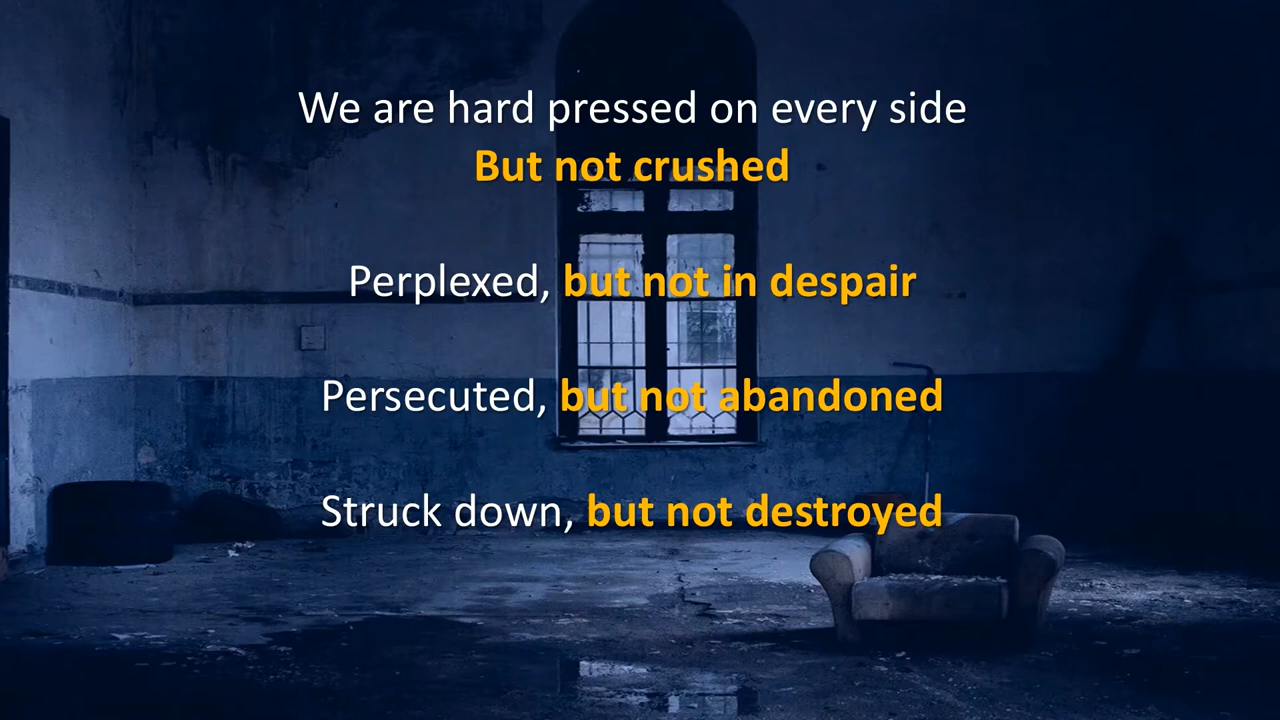 We are hard pressed on every side
But not crushed
Perplexed, but not in despair
Persecuted, but not abandoned
Struck down, but not destroyed